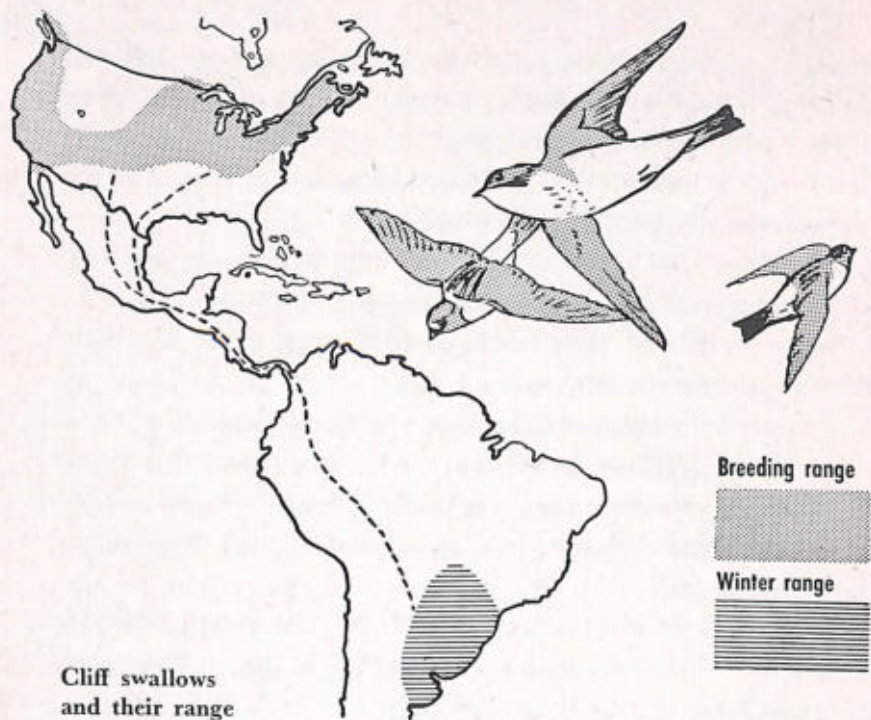 Breeding range
Winter range
Cliff swallows
and their range